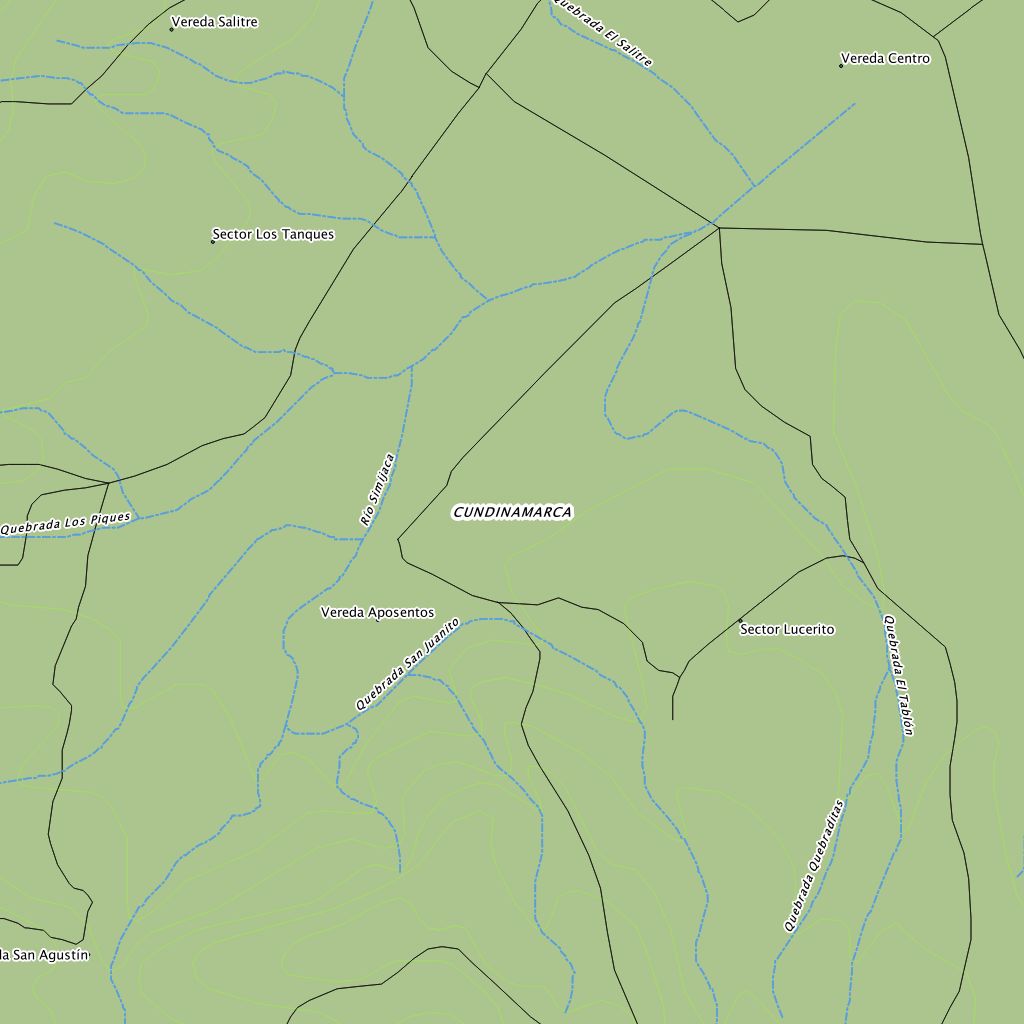 Vereda Salitre
Quebrada El Salitre
Vereda Centro
Sector Los Tanques
Río Simijaca
CUNDINAMARCA
Quebrada Los Piques
Vereda Aposentos
Quebrada San Juanito
Sector Lucerito
Quebrada El Tablón
Quebrada Quebraditas
San Agustín